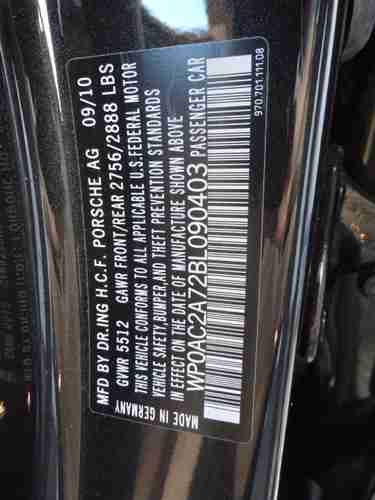 MFD BY DR.ING H.C.F. PORSCHE AG 09/10
GVWR 5512 GAWR FRONT/REAR 2756/2888 LBS
THIS VEHICLE CONFORMS TO ALL APPLICABLE U.S.FEDERAL MOTOR
VEHICLE SAFETY,BUMPER,AND THEFT PREVENTION STANDARDS
IN EFFECT ON THE DATE OF MANUFACTURE SHOWN ABOVE
WP0AC2A72BL090403 PASSENGER CAR
MADE IN GERMANY
970.701.111.08